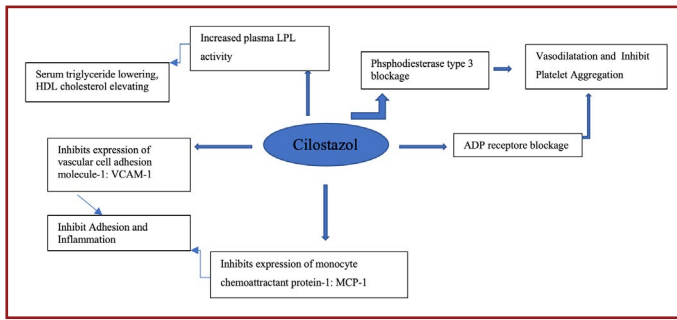 Increased plasma LPL
activity
Serum triglyceride lowering,
HDL cholesterol elevating
Phsphodiesterase type 3
blockage
Vasodilatation and Inhibit
Platelet Aggregation
Cilostazol
ADP receptore blockage
Inhibits expression of
vascular cell adhesion
molecule-1: VCAM-1
Inhibit Adhesion and
Inflammation
Inhibits expression of monocyte
chemoattractant protein-1: MCP-1